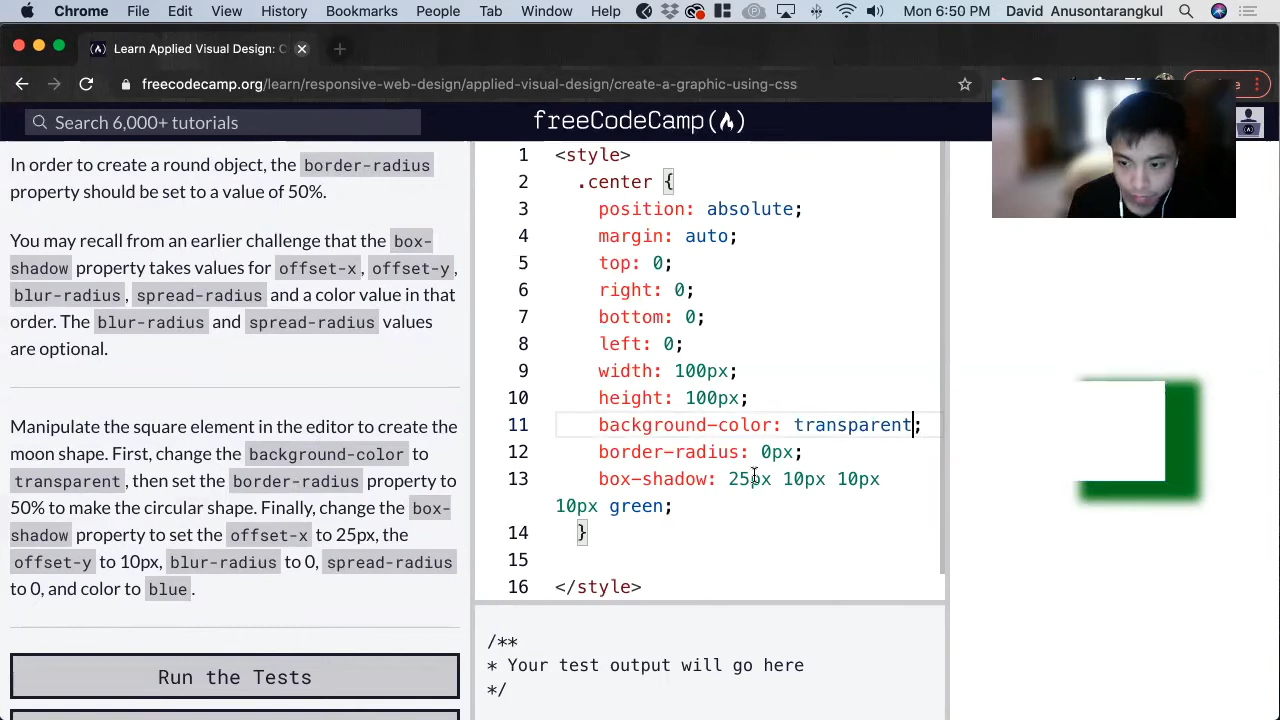 Chrome File Edit View History Bookmarks People Tab Window Help Mon 6:50 PM David Anusontarangkul
Learn Applied Visual Design: C
freecodecamp.org/learn/responsive-web-design/applied-visual-design/create-a-graphic-using-css
Search 6,000+ tutorials
freeCodeCamp
In order to create a round object, the border-radius
property should be set to a value of 50%.
You may recall from an earlier challenge that the box-
shadow property takes values for offset-x, offset-y,
blur-radius, spread-radius and a color value in that
order. The blur-radius and spread-radius values
are optional.
Manipulate the square element in the editor to create the
moon shape. First, change the background-color to
transparent, then set the border-radius property to
50% to make the circular shape. Finally, change the box-
shadow property to set the offset-x to 25px, the
offset-y to 10px, blur-radius to 0, spread-radius
to 0, and color to blue.
Run the Tests
1 <style>
2 .center {
3 position: absolute;
4 margin: auto;
5 top: 0;
6 right: 0;
7 bottom: 0;
8 left: 0;
9 width: 100px;
10 height: 100px;
11 background-color: transparent;
12 border-radius: 0px;
13 box-shadow: 25px 10px 10px
10px green;
14 }
15
16 </style>
/**
* Your test output will go here
*/